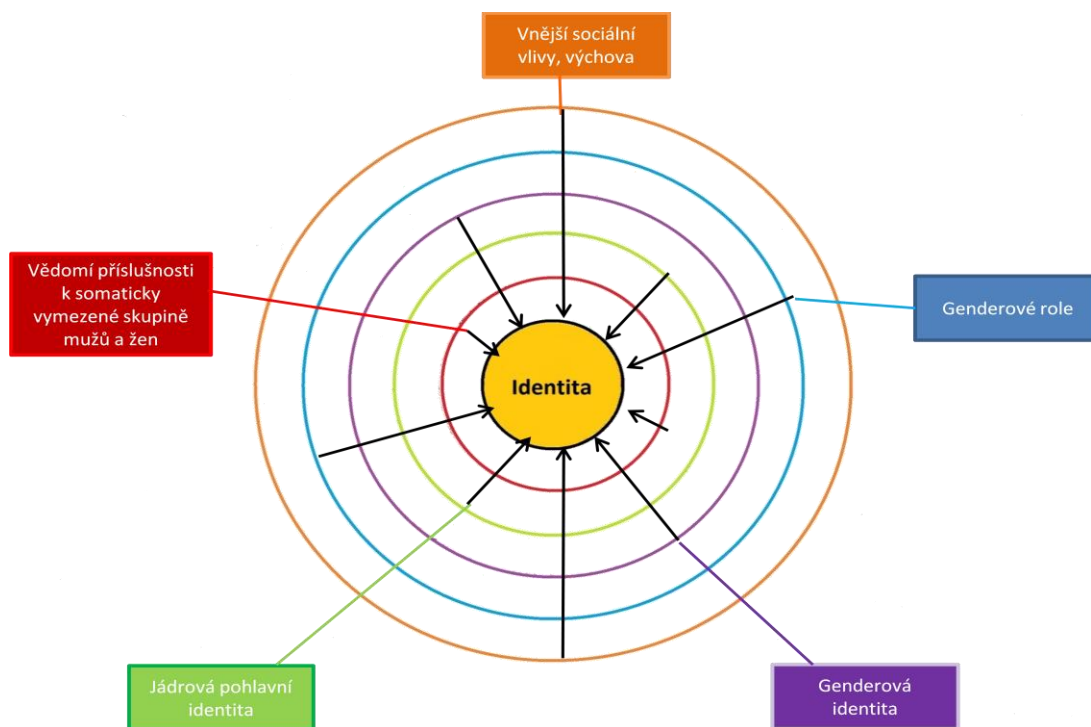 Vnější sociální
vlivy, výchova
Vědomí příslušnosti
k somaticky
vymezené skupině
mužů a žen
Genderové role
Identita
Jádrová pohlavní
identita
Genderová
identita